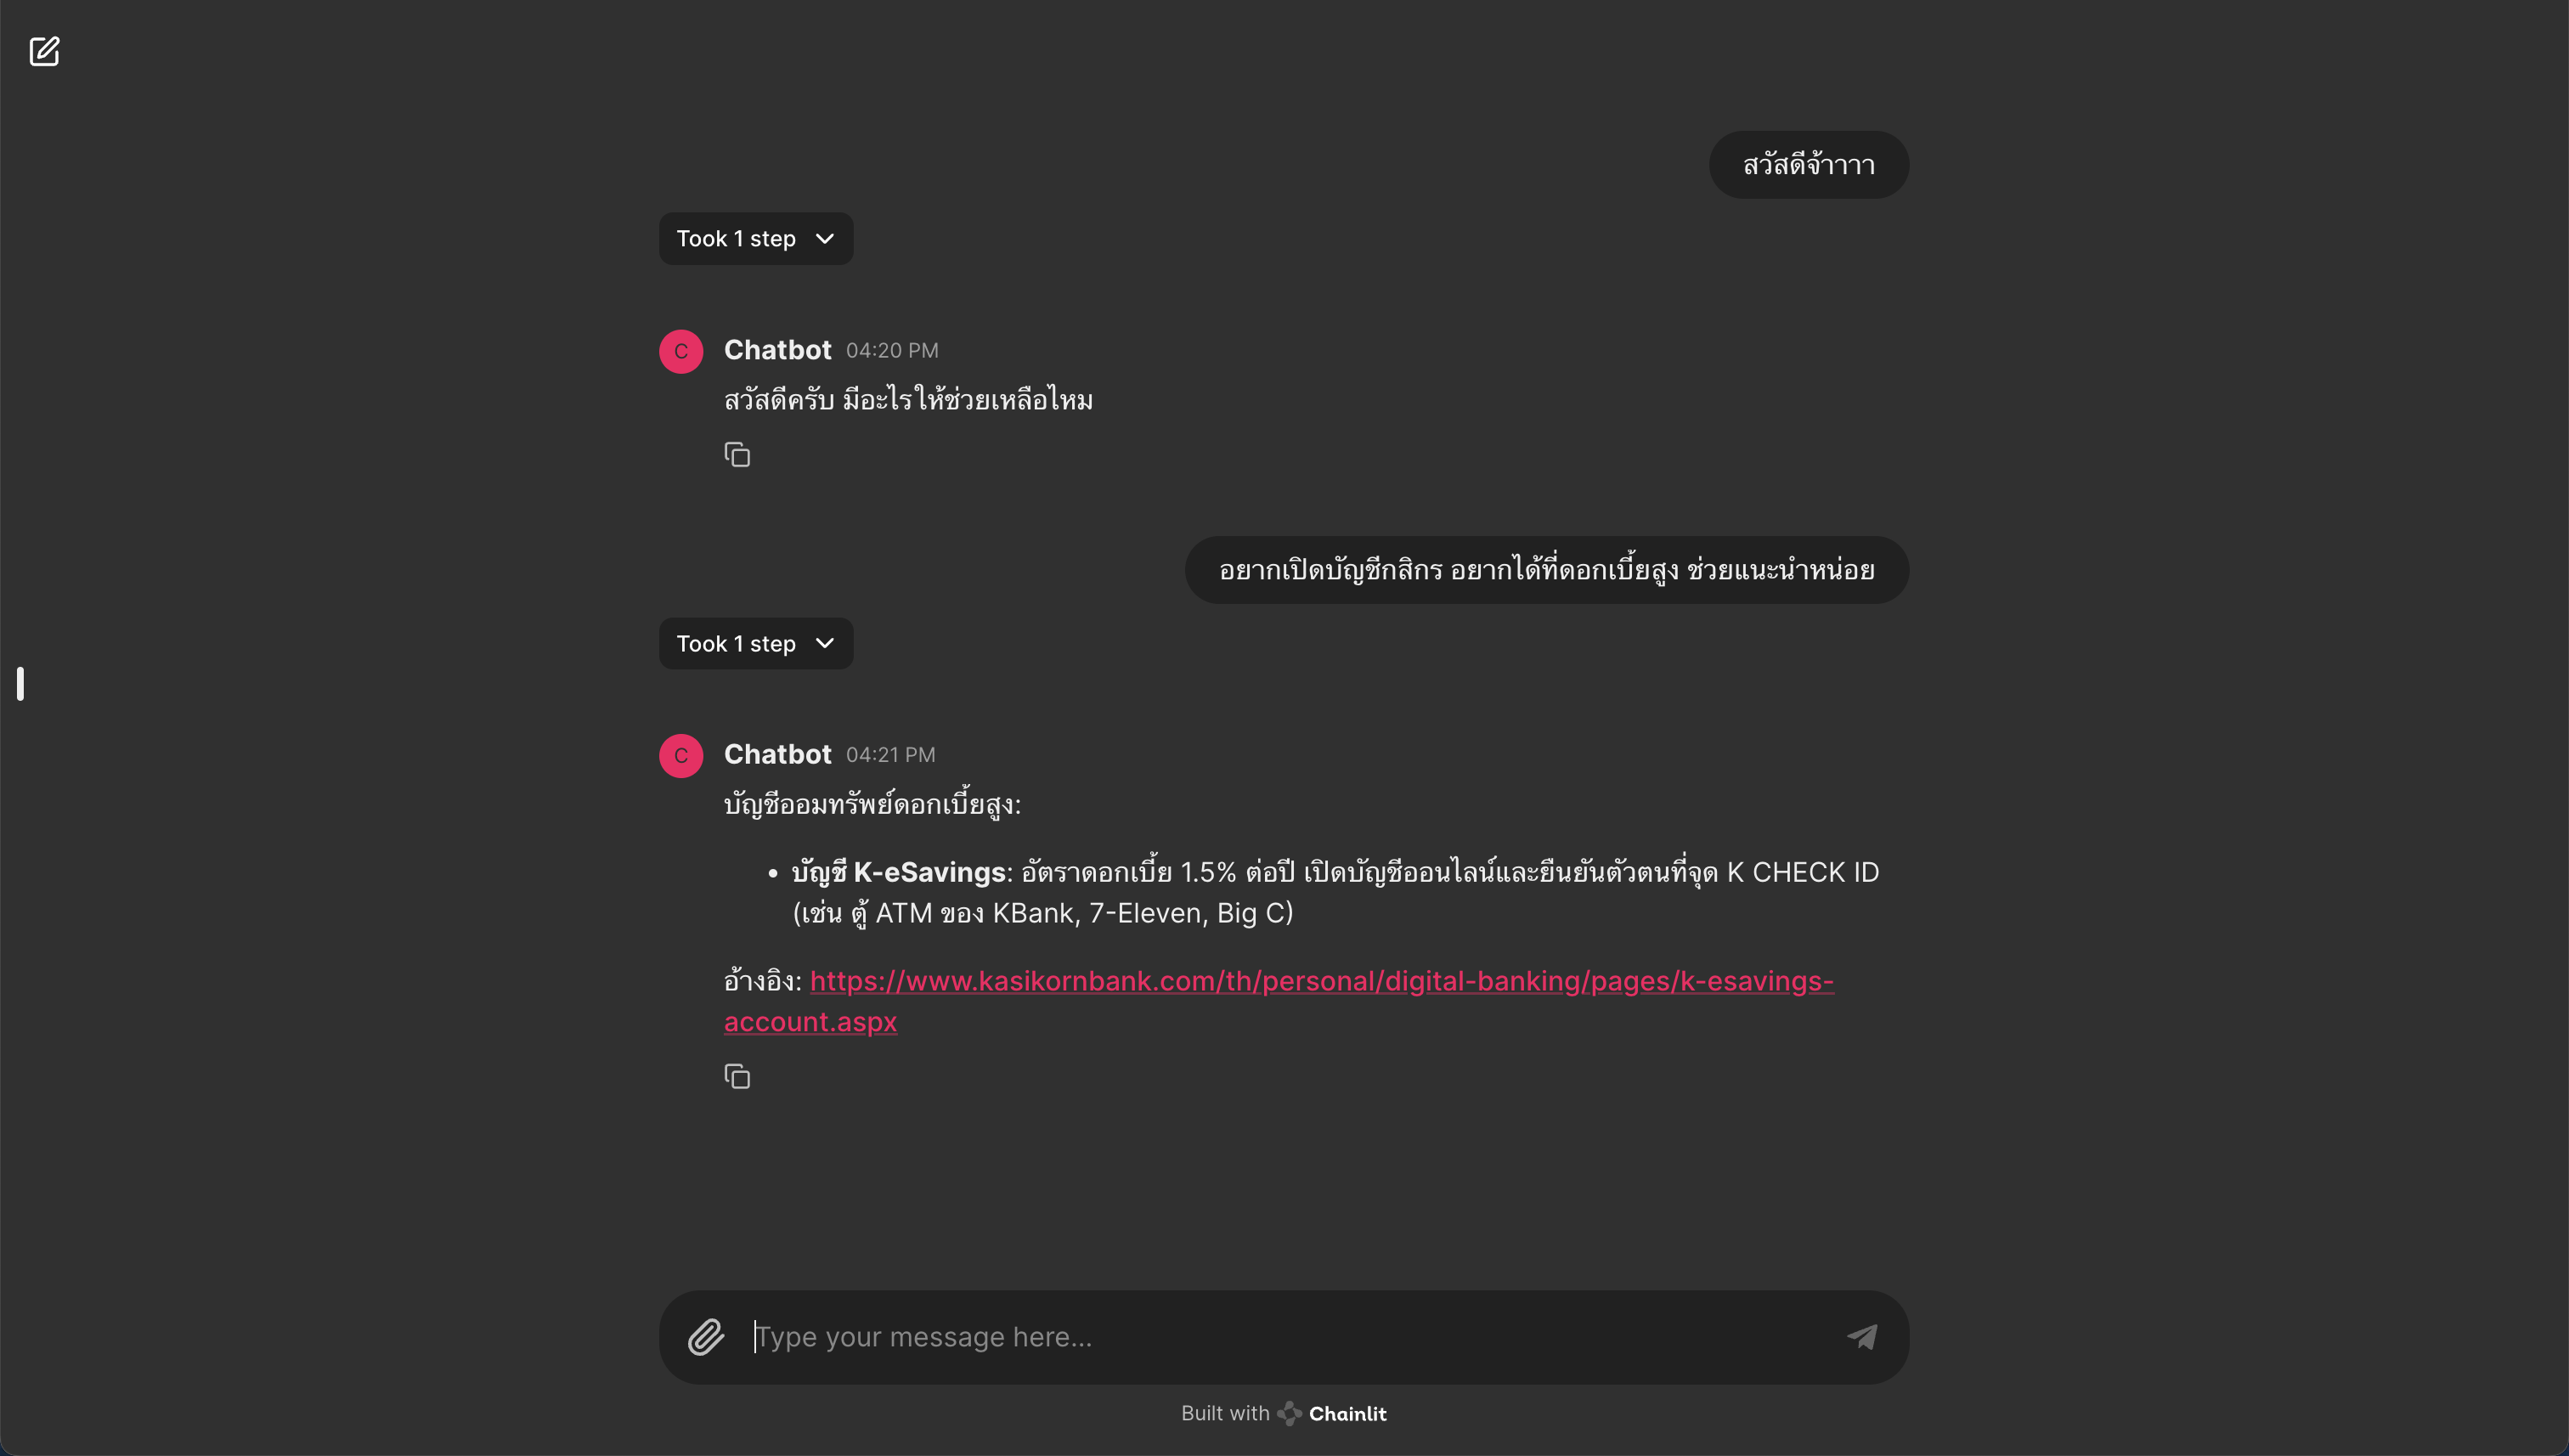 สวัสดีจ้าาาา
Took 1 step
C
Chatbot 04:20 PM
สวัสดีครับ มีอะไรให้ช่วยเหลือไหม
อยากเปิดบัญชีกสิกร อยากได้ที่ดอกเบี้ยสูง ช่วยแนะนำหน่อย
Took 1 step
C
Chatbot 04:21 PM
บัญชีออมทรัพย์ดอกเบี้ยสูง:
• บัญชี K-eSavings: อัตราดอกเบี้ย 1.5% ต่อปี เปิดบัญชีออนไลน์และยืนยันตัวตนที่จุด K CHECK ID
(เช่น ตู้ ATM ของ KBank, 7-Eleven, Big C)
อ้างอิง: https://www.kasikornbank.com/th/personal/digital-banking/pages/k-esavings-
account.aspx
Type your message here...
Built with Chainlit